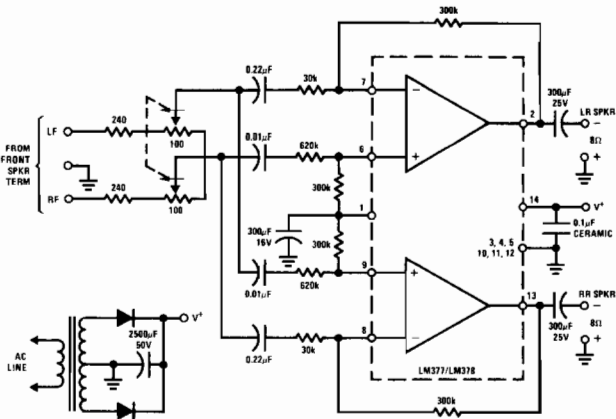 300k
0.22µF
30k
7
2
300µF
25V
LR SPKR
−
8Ω
+
LF
240
100
0.01µF
620k
6
FROM
FRONT
SPKR
TERM
300k
1
14
V+
0.1µF
CERAMIC
RF
240
100
300µF
16V
300k
3, 4, 5
10, 11, 12
9
0.01µF
620k
13
RR SPKR
−
8Ω
+
300µF
25V
8
30k
0.22µF
LM377/LM378
300k
AC
LINE
2500µF
50V
V+